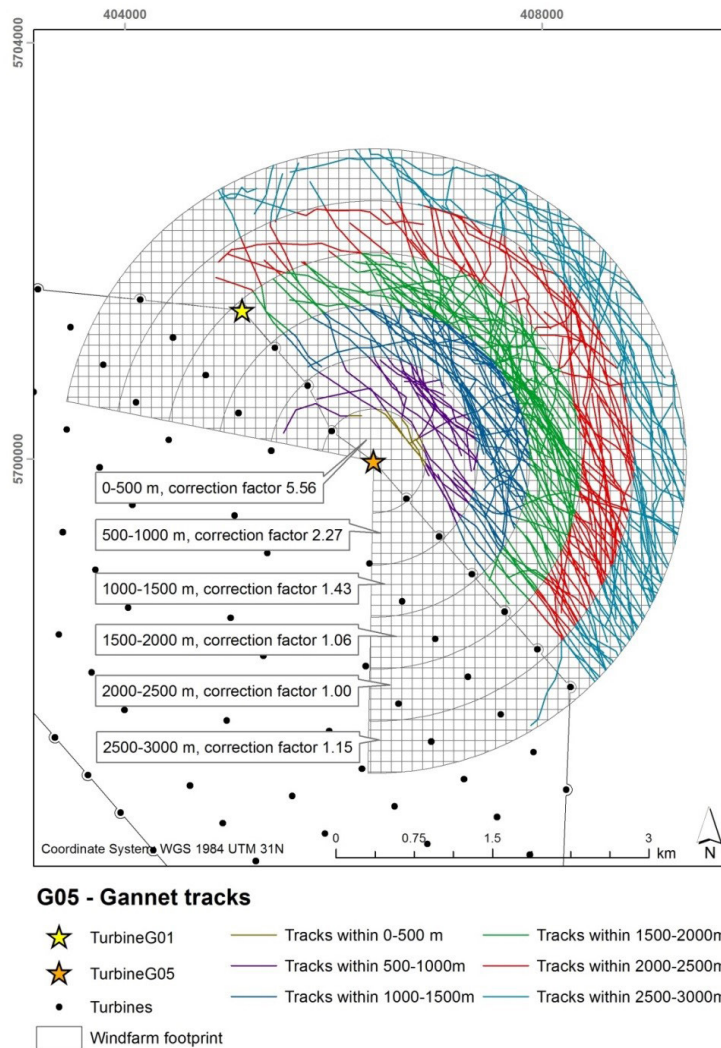 404000
408000
5704000
5700000
0-500 m, correction factor 5.56
500-1000 m, correction factor 2.27
1000-1500 m, correction factor 1.43
1500-2000 m, correction factor 1.06
2000-2500 m, correction factor 1.00
2500-3000 m, correction factor 1.15
Coordinate System: WGS 1984 UTM 31N
0 0.75 1.5 3
km
N
G05 - Gannet tracks
TurbineG01
TurbineG05
Turbines
Windfarm footprint
Tracks within 0-500 m
Tracks within 500-1000m
Tracks within 1000-1500m
Tracks within 1500-2000m
Tracks within 2000-2500m
Tracks within 2500-3000m